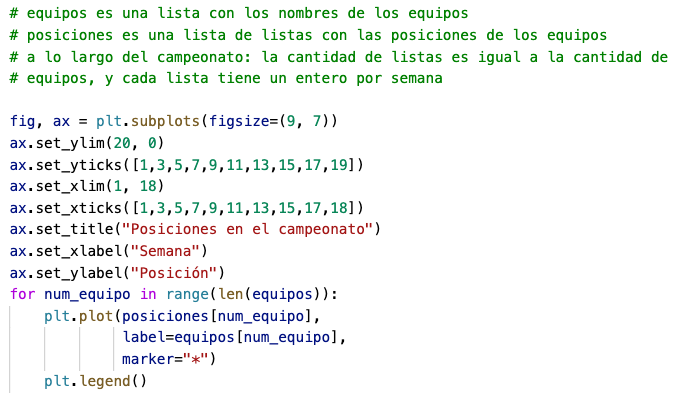 # equipos es una lista con los nombres de los equipos
# posiciones es una lista de listas con las posiciones de los equipos
# a lo largo del campeonato: la cantidad de listas es igual a la cantidad de
# equipos, y cada lista tiene un entero por semana

fig, ax = plt.subplots(figsize=(9, 7))
ax.set_ylim(20, 0)
ax.set_yticks([1,3,5,7,9,11,13,15,17,19])
ax.set_xlim(1, 18)
ax.set_xticks([1,3,5,7,9,11,13,15,17,18])
ax.set_title("Posiciones en el campeonato")
ax.set_xlabel("Semana")
ax.set_ylabel("Posición")
for num_equipo in range(len(equipos)):
    plt.plot(posiciones[num_equipo],
             label=equipos[num_equipo],
             marker="*")
    plt.legend()